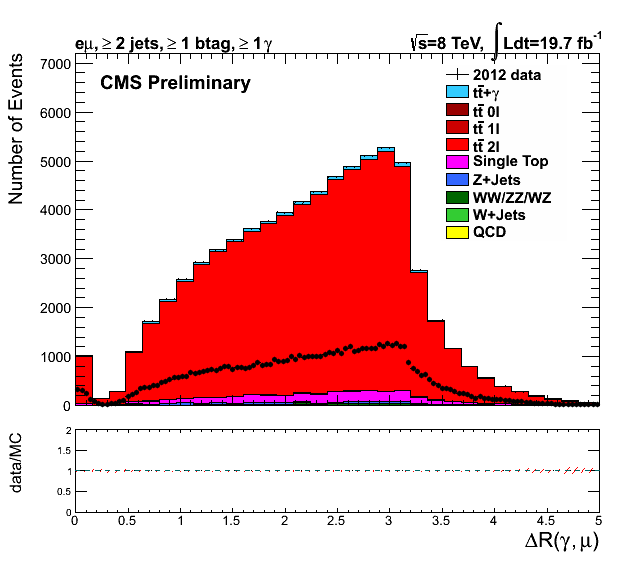 eμ, ≥ 2 jets, ≥ 1 btag, ≥ 1 γ
√s=8 TeV, ∫ Ldt=19.7 fb⁻¹
CMS Preliminary
2012 data
tt̄+γ
tt̄ 0l
tt̄ 1l
tt̄ 2l
Single Top
Z+Jets
WW/ZZ/WZ
W+Jets
QCD
Number of Events
7000
6000
5000
4000
3000
2000
1000
0
data/MC
2
1.5
1
0.5
0
0 0.5 1 1.5 2 2.5 3 3.5 4 4.5 5
ΔR(γ, μ)